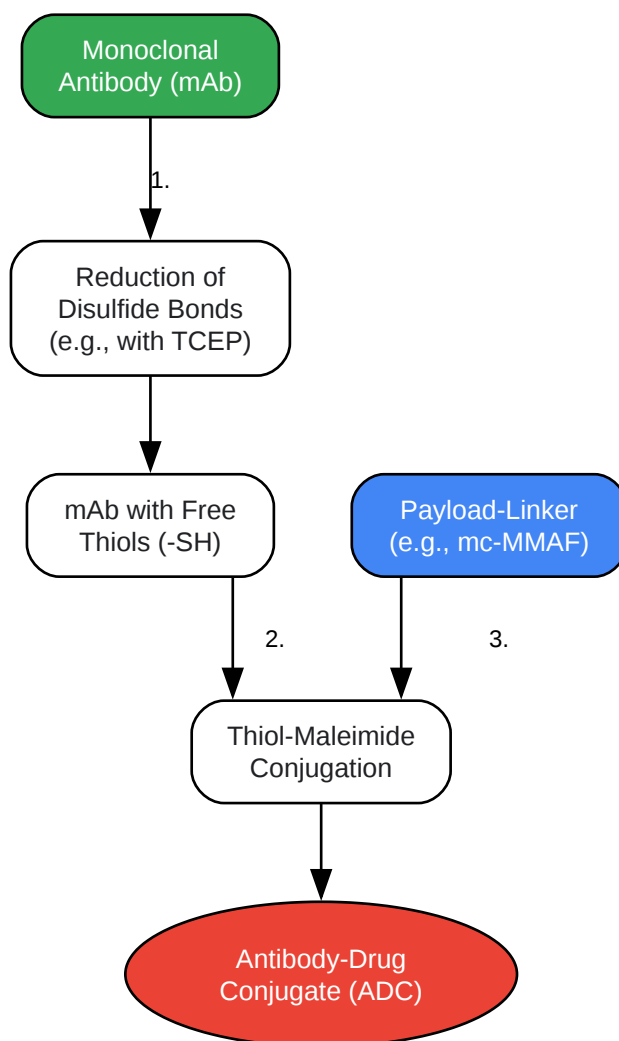 Monoclonal
Antibody (mAb)
1.
Reduction of
Disulfide Bonds
(e.g., with TCEP)
mAb with Free
Thiols (-SH)
Payload-Linker
(e.g., mc-MMAF)
2.
3.
Thiol-Maleimide
Conjugation
Antibody-Drug
Conjugate (ADC)